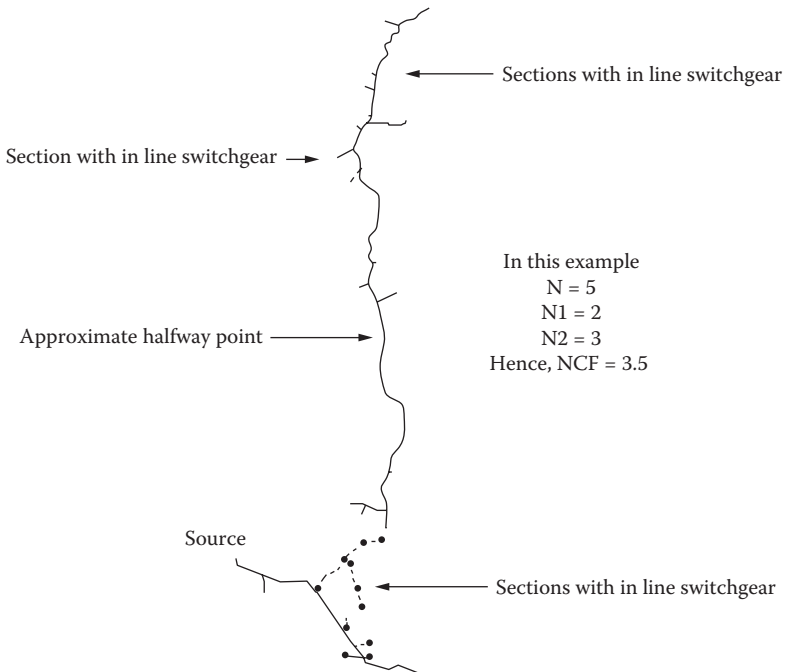 Sections with in line switchgear
Section with in line switchgear
In this example
N = 5
N1 = 2
N2 = 3
Hence, NCF = 3.5
Approximate halfway point
Source
Sections with in line switchgear